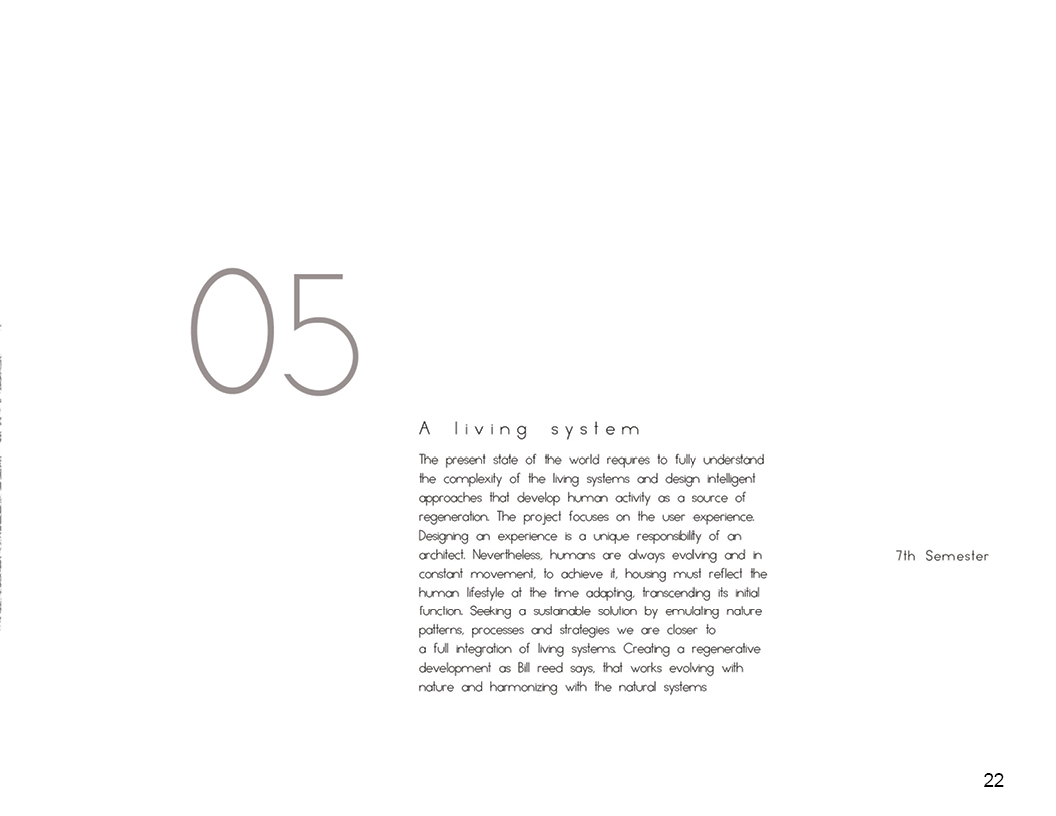 05
A living system
The present state of the world requires to fully understand
the complexity of the living systems and design intelligent
approaches that develop human activity as a source of
regeneration. The project focuses on the user experience.
Designing an experience is a unique responsibility of an
architect. Nevertheless, humans are always evolving and in
constant movement, to achieve it, housing must reflect the
human lifestyle at the time adapting, transcending its initial
function. Seeking a sustainable solution by emulating nature
patterns, processes and strategies we are closer to
a full integration of living systems. Creating a regenerative
development as Bill reed says, that works evolving with
nature and harmonizing with the natural systems
7th Semester
22